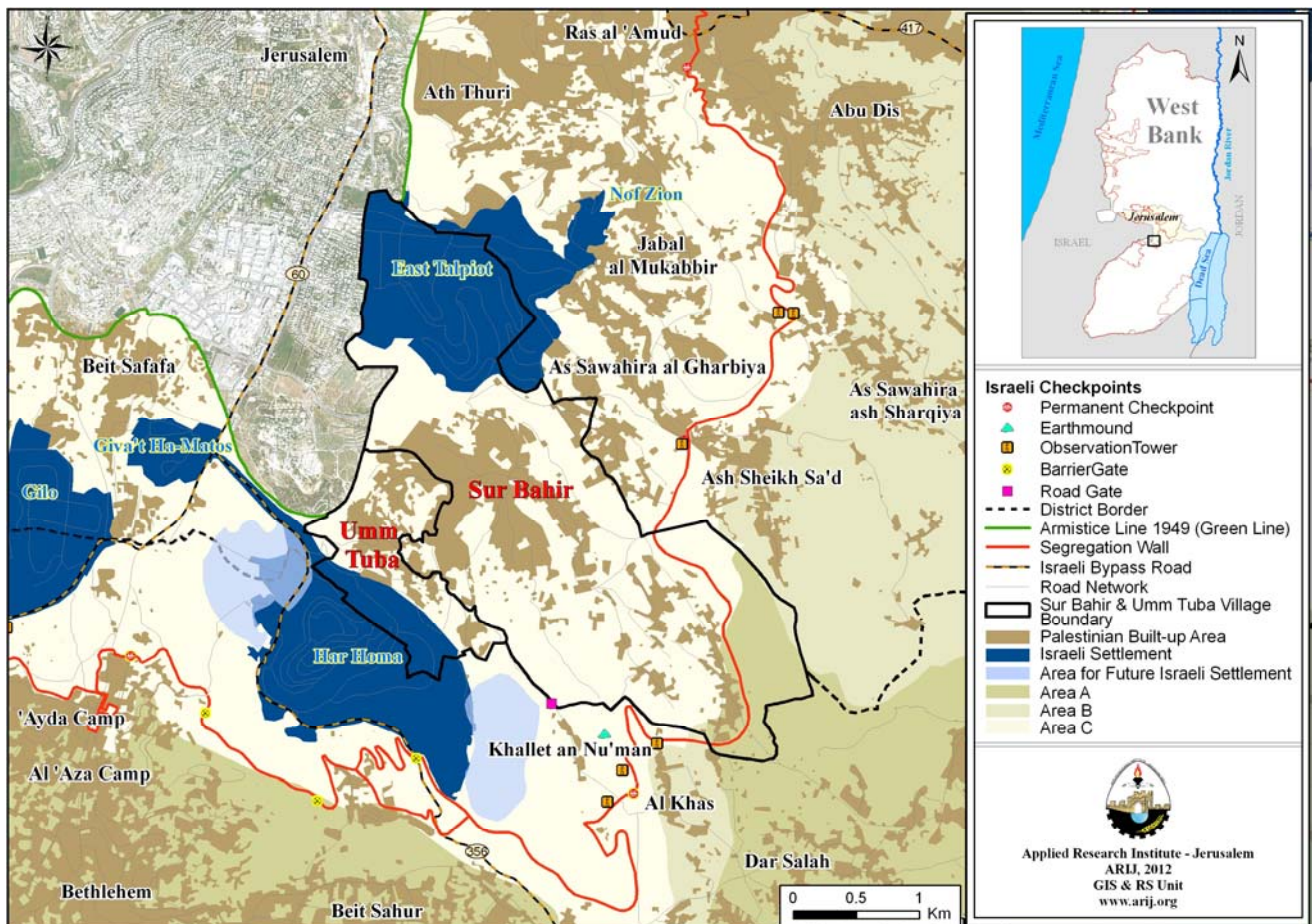 Jerusalem
Ras al 'Amud
417
Ath Thuri
Abu Dis
Nof Zion
Jabal
al Mukabbir
East Talpiot
60
Beit Safafa
As Sawahira al Gharbiya
As Sawahira
ash Sharqiya
Giva't Ha-Matos
Gilo
Sur Bahir
Ash Sheikh Sa'd
Umm
Tuba
Har Homa
'Ayda Camp
Khallet an Nu'man
Al 'Aza Camp
Al Khas
356
Dar Salah
Bethlehem
Beit Sahur
0 0.5 1
Km
N
Mediterranean Sea
West
Bank
Jordan River
Jerusalem
ISRAEL
JORDAN
Dead Sea
Israeli Checkpoints
Permanent Checkpoint
Earthmound
ObservationTower
BarrierGate
Road Gate
District Border
Armistice Line 1949 (Green Line)
Segregation Wall
Israeli Bypass Road
Road Network
Sur Bahir & Umm Tuba Village
Boundary
Palestinian Built-up Area
Israeli Settlement
Area for Future Israeli Settlement
Area A
Area B
Area C
Applied Research Institute - Jerusalem
ARIJ, 2012
GIS & RS Unit
www.arij.org